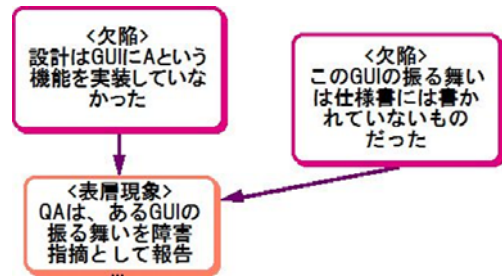 <欠陥>
設計はGUIにAという
機能を実装していな
かった
<欠陥>
このGUIの振る舞い
は仕様書には書か
れていないもの
だった
<表層現象>
QAは、あるGUIの
振る舞いを障害
指摘として報告